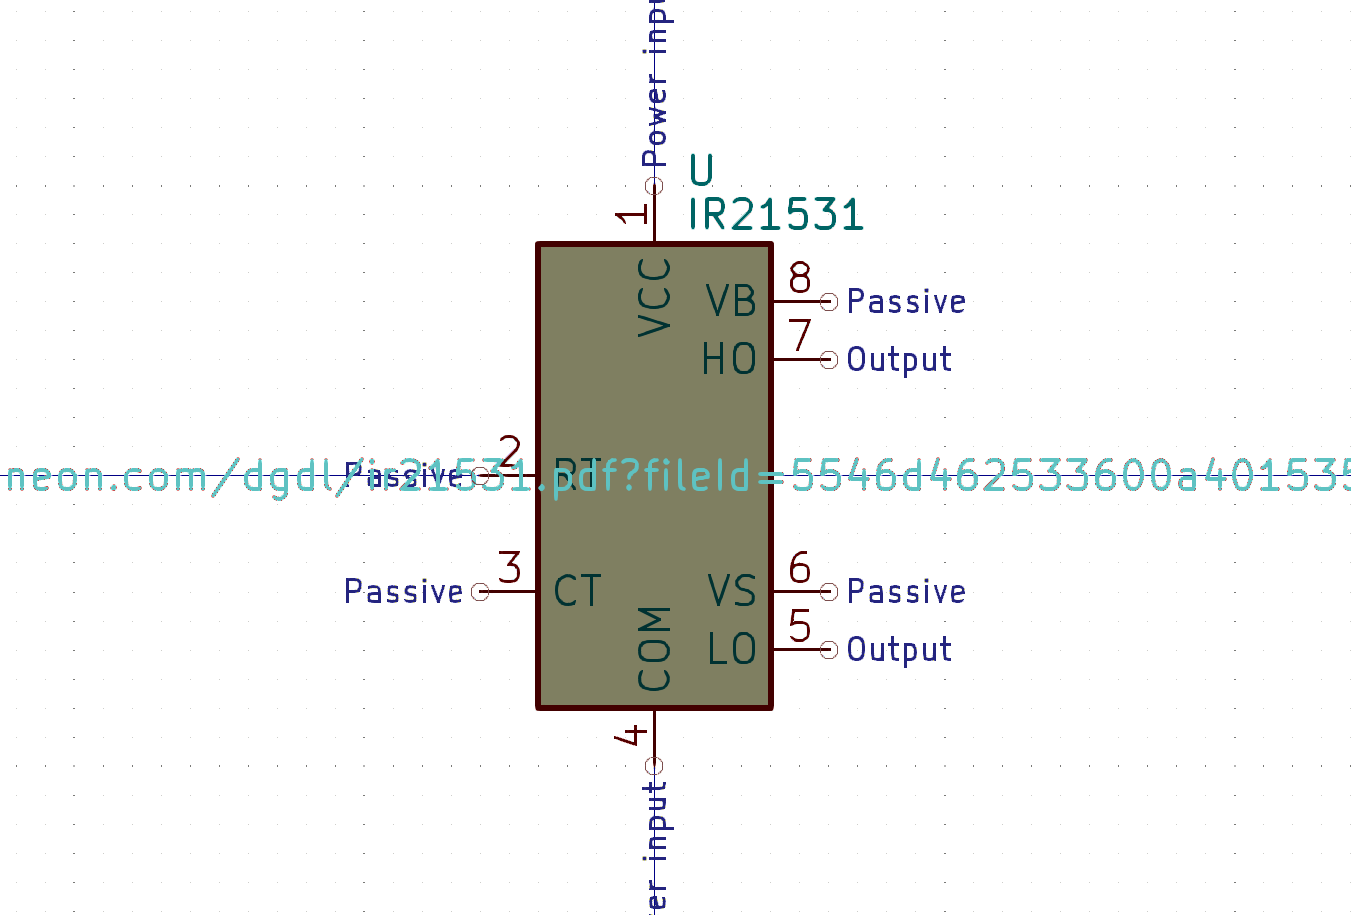 Power inpu
U
IR21531
1
VCC
VB
8
Passive
HO
7
Output
Passive
2
RT
neon.com/dgdl/ir21531.pdf?fileId=5546d462533600a401535
Passive
3
CT
VS
6
Passive
LO
5
Output
COM
4
er input